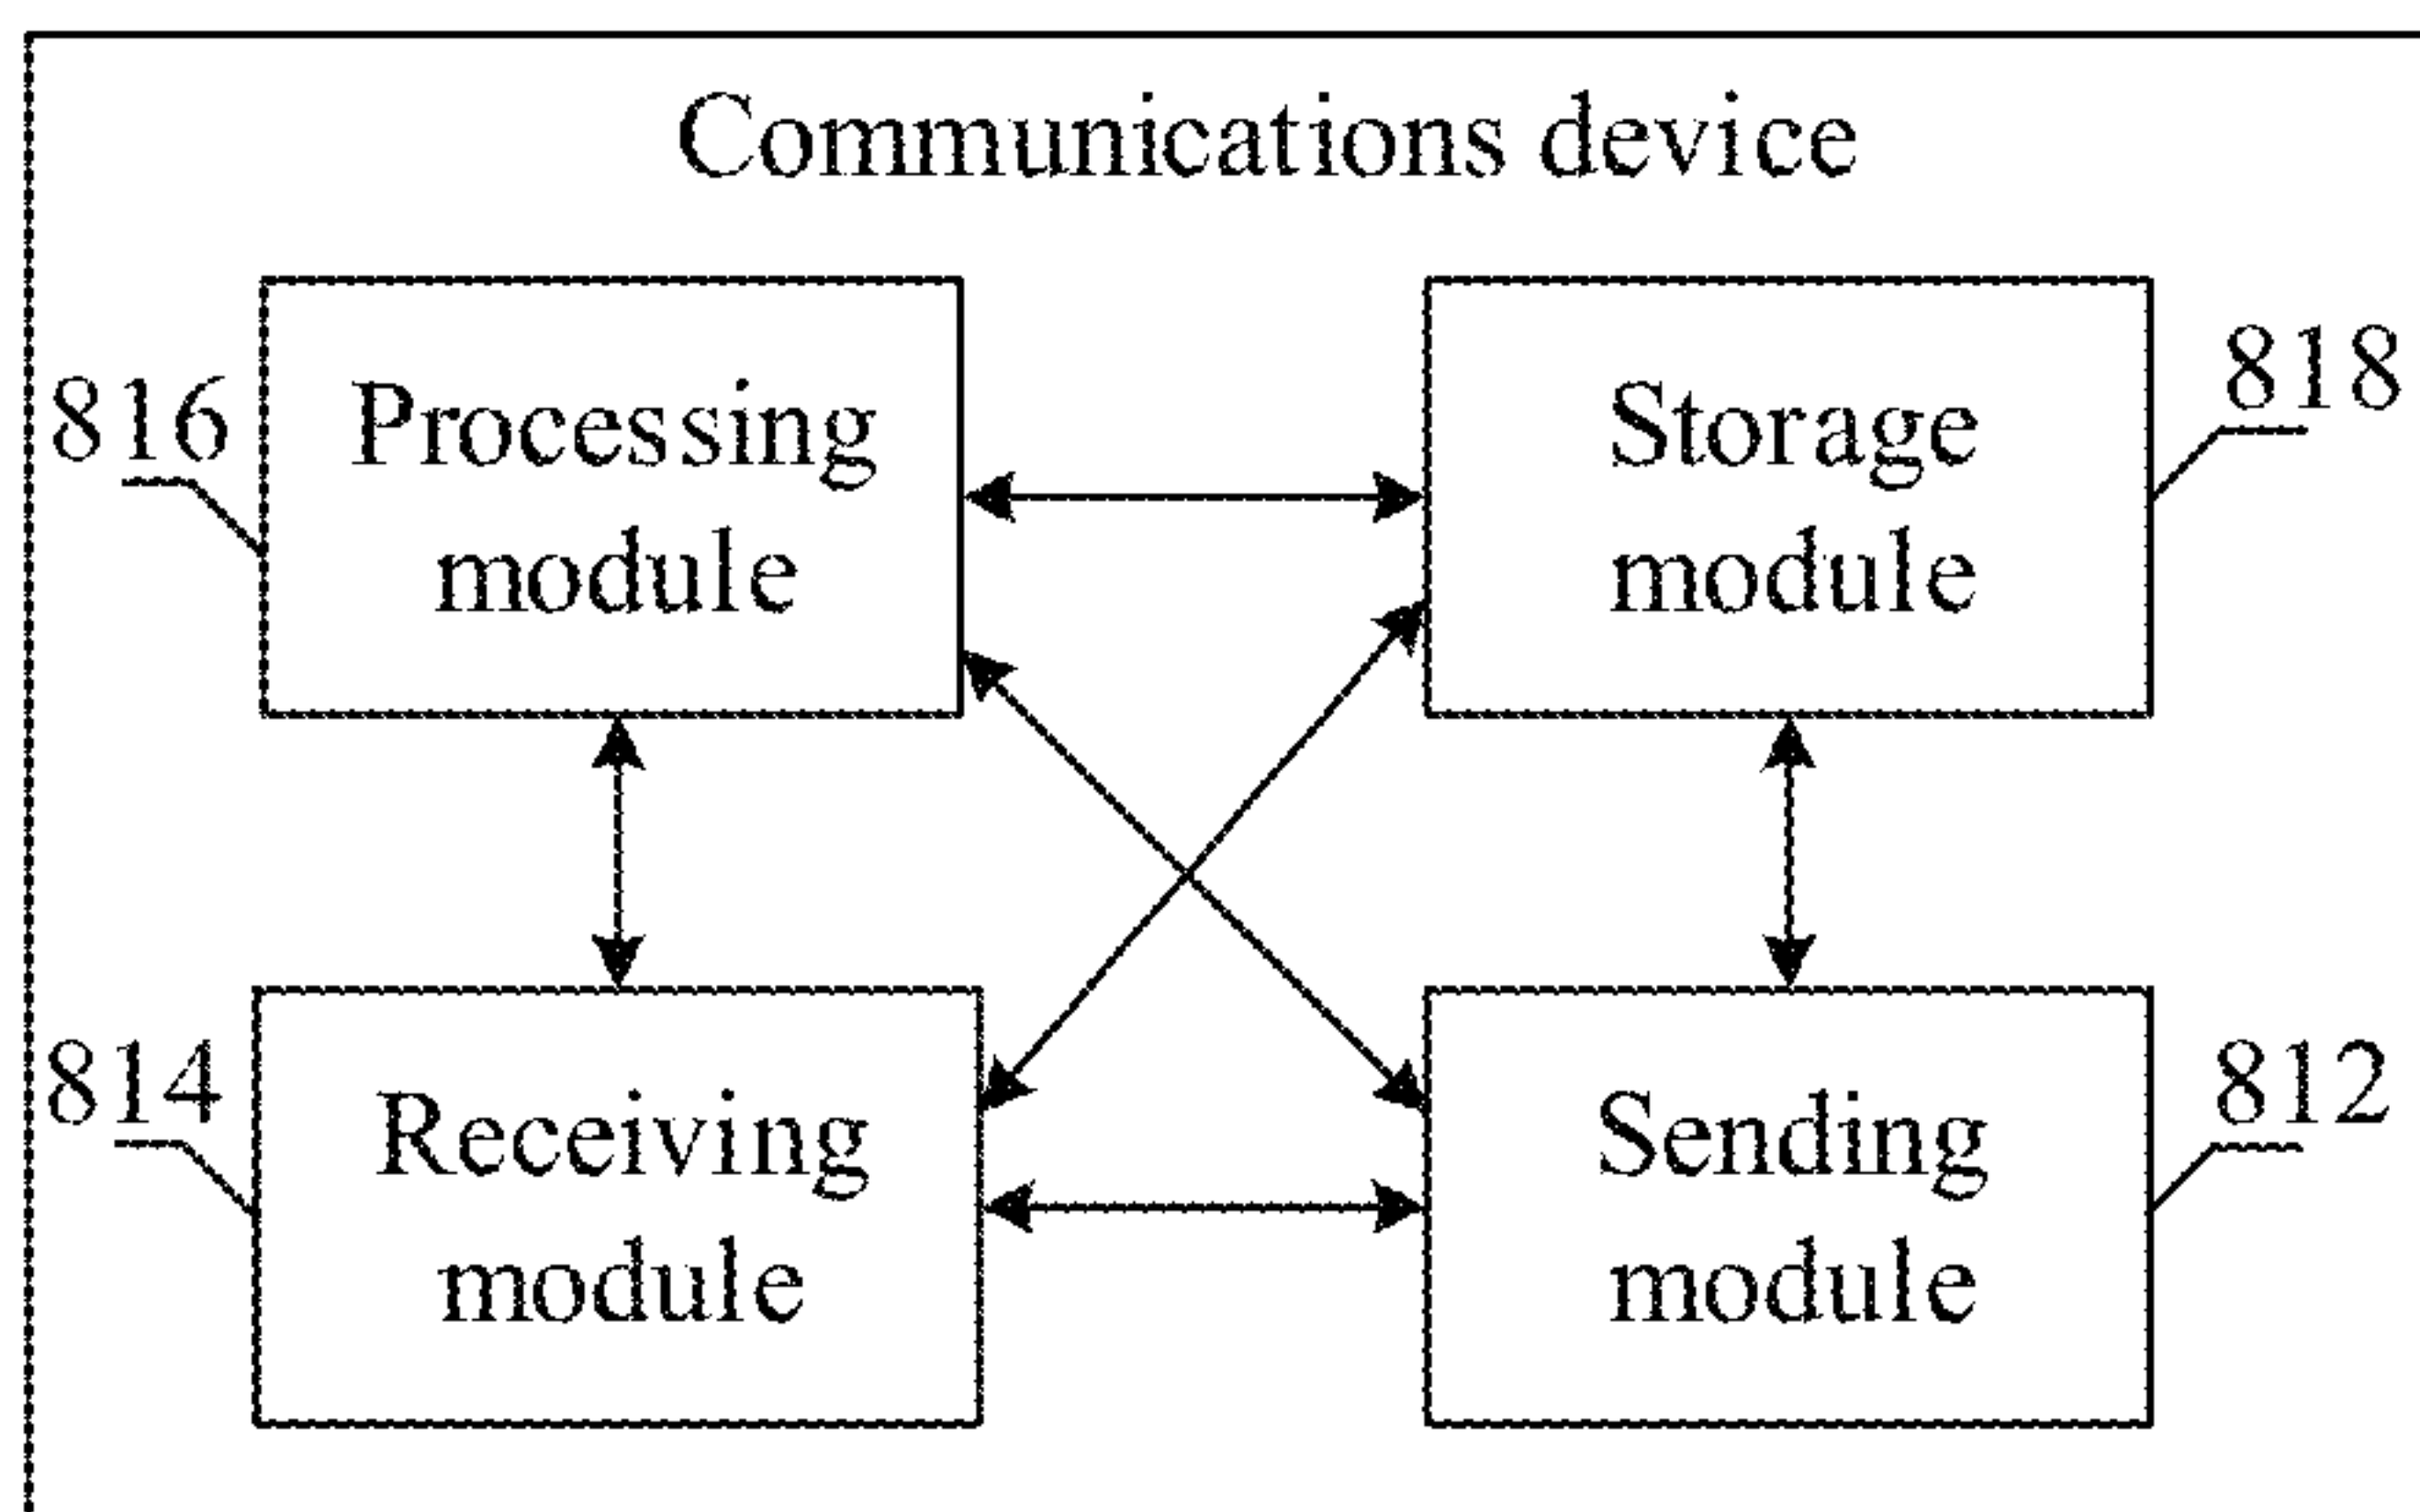 Communications device
816
Processing
module
Storage
module
818
814
Receiving
module
Sending
module
812